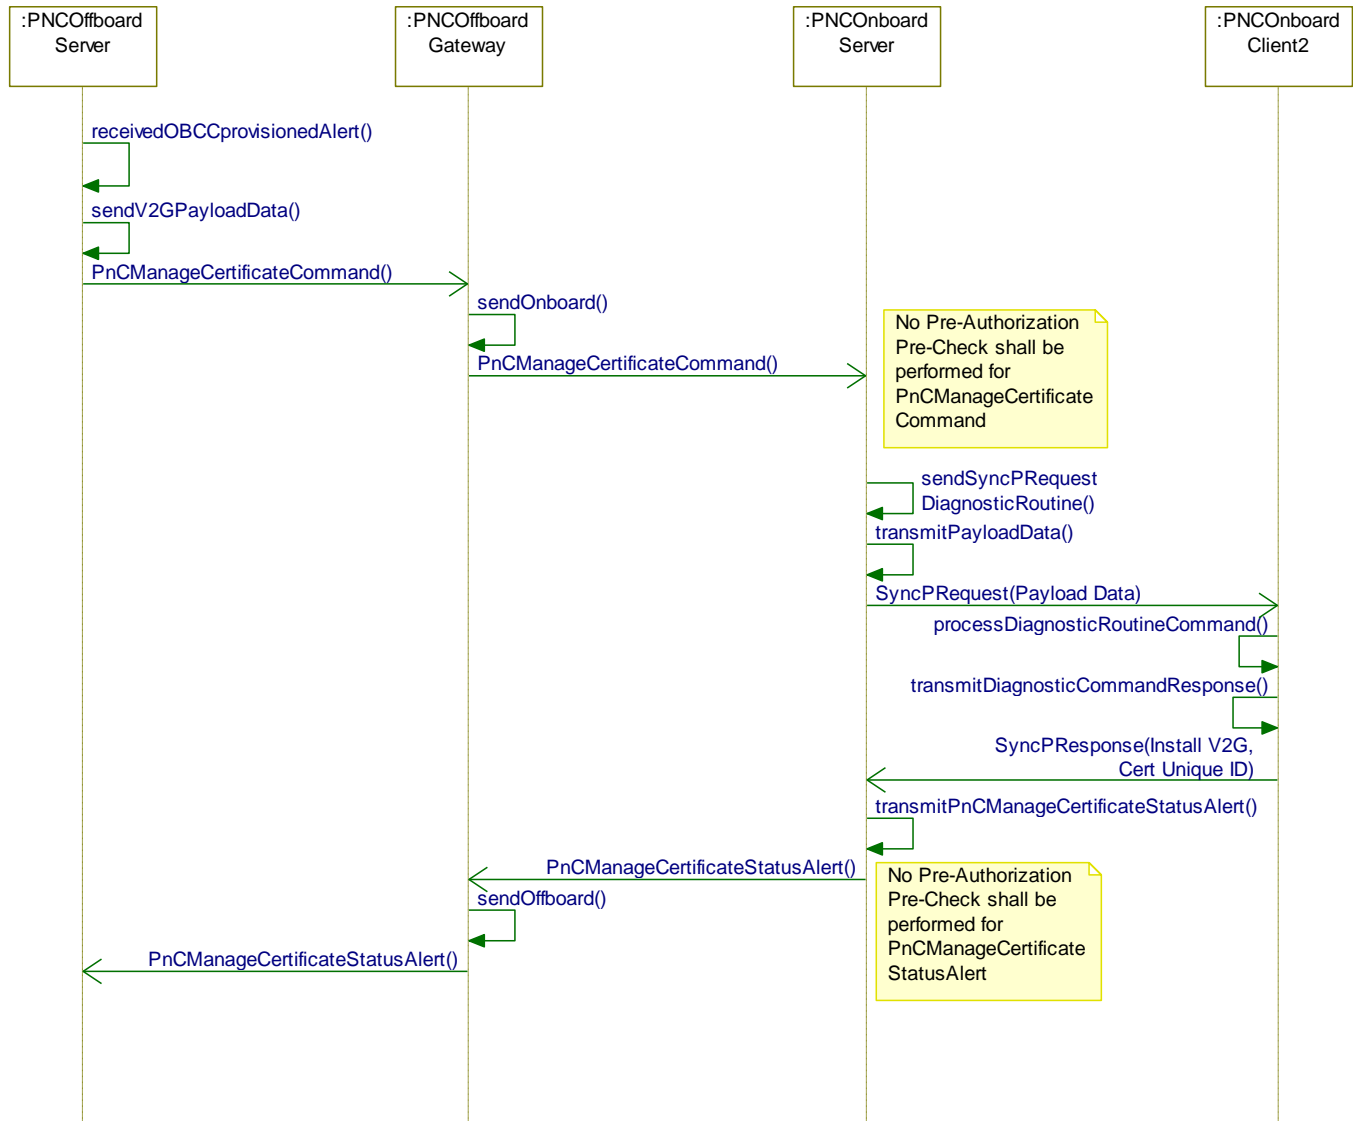 :PNCOffboard
Server
:PNCOffboard
Gateway
:PNCOnboard
Server
:PNCOnboard
Client2
receivedOBCCprovisionedAlert()
sendV2GPayloadData()
PnCManageCertificateCommand()
sendOnboard()
No Pre-Authorization
Pre-Check shall be
performed for
PnCManageCertificate
Command
PnCManageCertificateCommand()
sendSyncPRequest
DiagnosticRoutine()
transmitPayloadData()
SyncPRequest(Payload Data)
processDiagnosticRoutineCommand()
transmitDiagnosticCommandResponse()
SyncPResponse(Install V2G,
Cert Unique ID)
transmitPnCManageCertificateStatusAlert()
PnCManageCertificateStatusAlert()
No Pre-Authorization
Pre-Check shall be
performed for
PnCManageCertificate
StatusAlert
sendOffboard()
PnCManageCertificateStatusAlert()